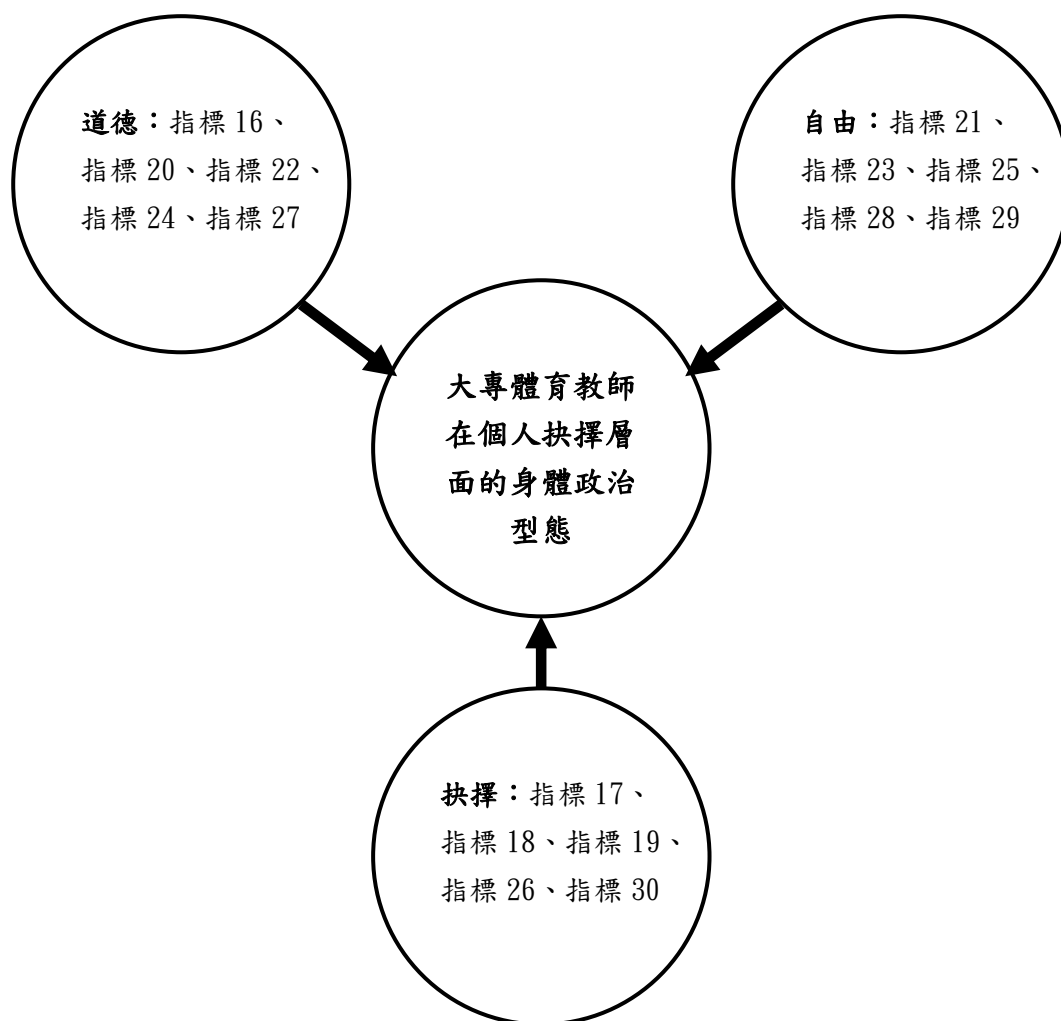 道德：指標 16、
指標 20、指標 22、
指標 24、指標 27
自由：指標 21、
指標 23、指標 25、
指標 28、指標 29
大專體育教師
在個人抉擇層
面的身體政治
型態
抉擇：指標 17、
指標 18、指標 19、
指標 26、指標 30